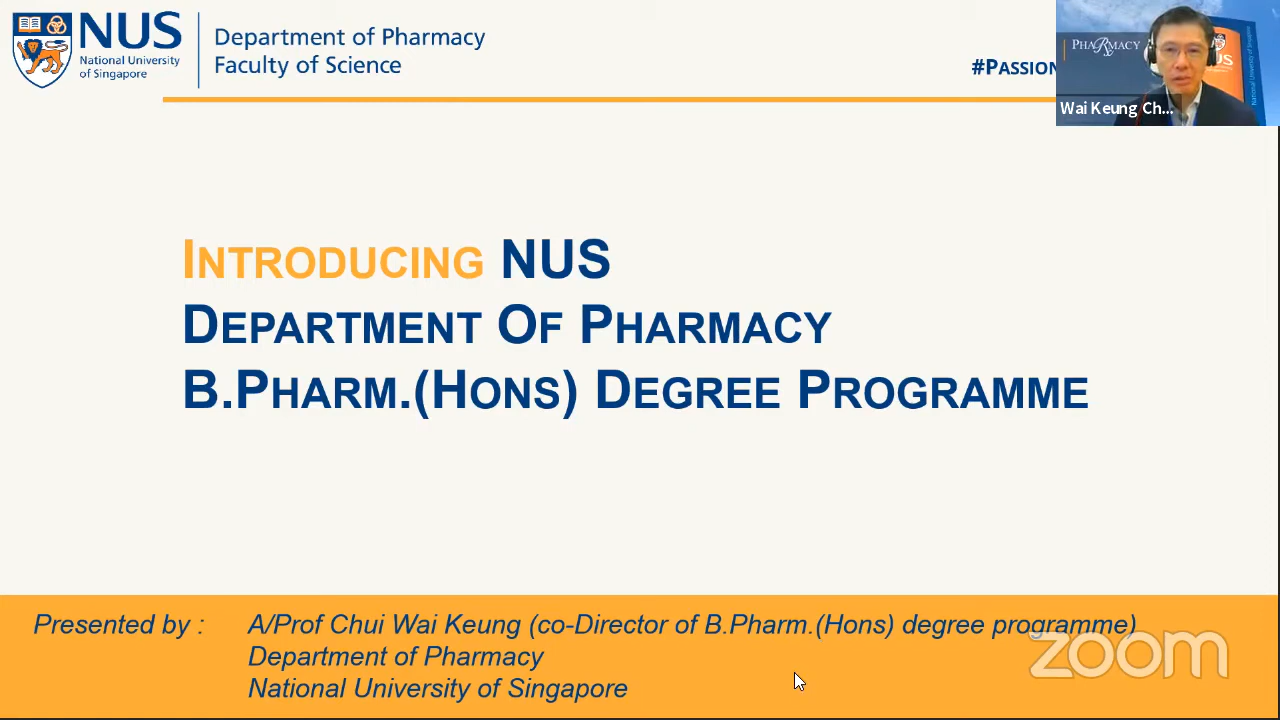 NUS
National University
of Singapore
Department of Pharmacy
Faculty of Science
#PASSION
PHARMACY
Wai Keung Ch...
INTRODUCING NUS
DEPARTMENT OF PHARMACY
B.PHARM.(HONS) DEGREE PROGRAMME
Presented by : A/Prof Chui Wai Keung (co-Director of B.Pharm.(Hons) degree programme)
Department of Pharmacy
National University of Singapore
zoom